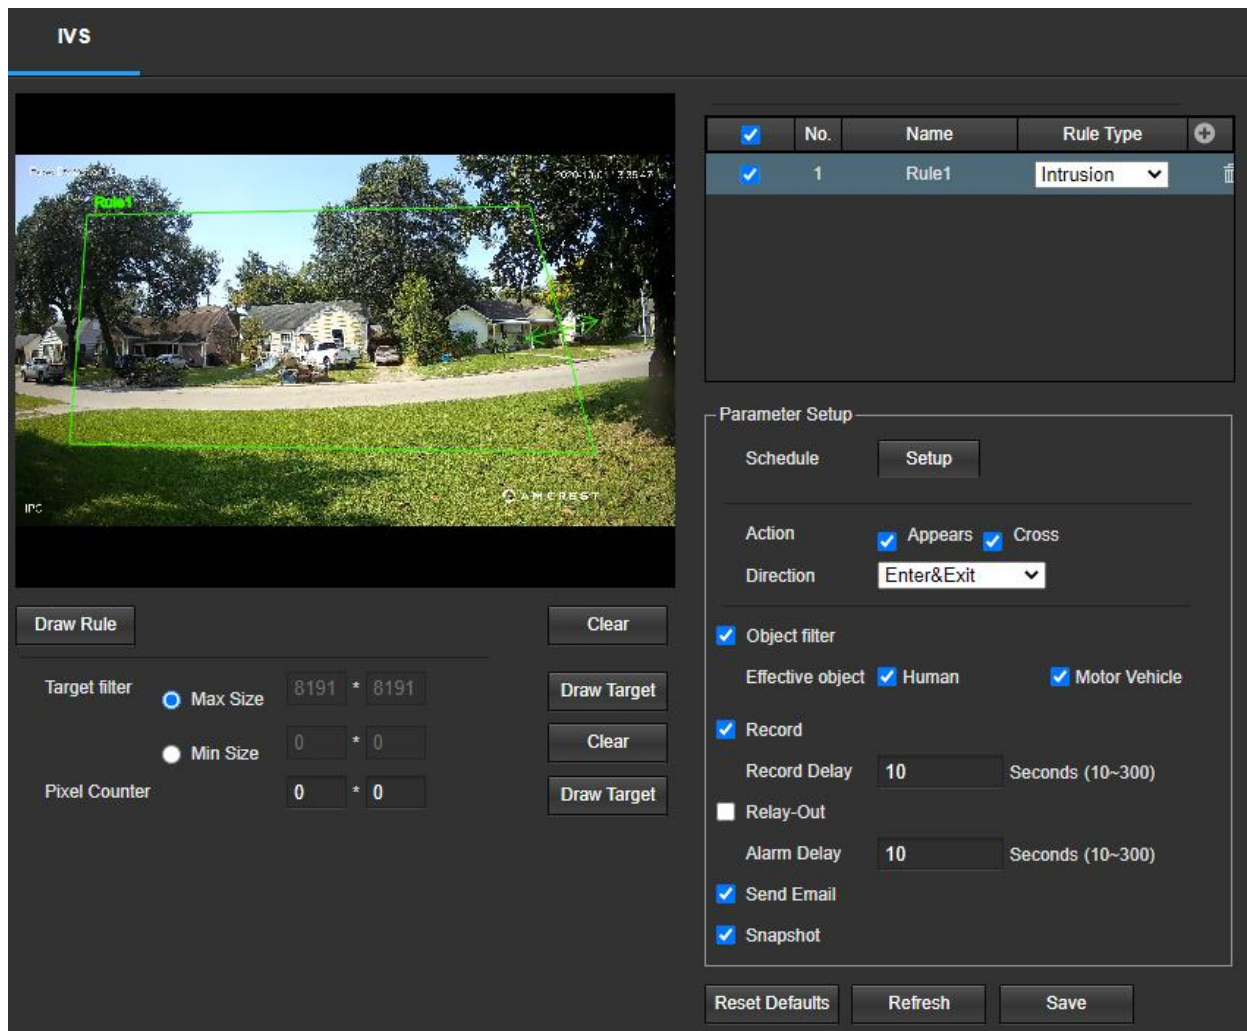 IVS
Rule1
AMCREST
IPC
Draw Rule
Clear
Target filter
Max Size
8191 * 8191
Draw Target
Min Size
0 * 0
Clear
Pixel Counter
0 * 0
Draw Target
No. Name Rule Type
1 Rule1 Intrusion
Parameter Setup
Schedule Setup
Action Appears Cross
Direction Enter&Exit
Object filter
Effective object Human Motor Vehicle
Record
Record Delay 10 Seconds (10~300)
Relay-Out
Alarm Delay 10 Seconds (10~300)
Send Email
Snapshot
Reset Defaults Refresh Save